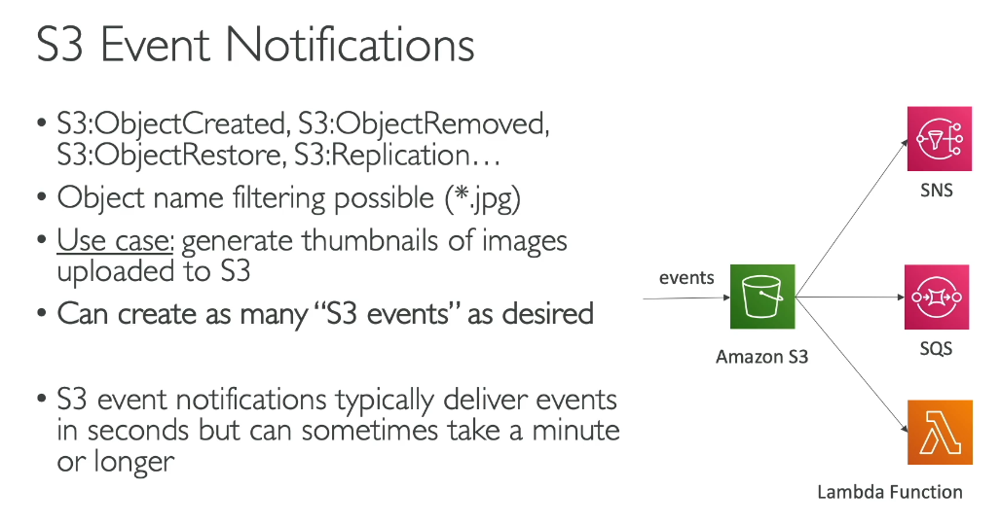 S3 Event Notifications
• S3:ObjectCreated, S3:ObjectRemoved,
S3:ObjectRestore, S3:Replication…
• Object name filtering possible (*.jpg)
• Use case: generate thumbnails of images
uploaded to S3
• Can create as many “S3 events” as desired
• S3 event notifications typically deliver events
in seconds but can sometimes take a minute
or longer
events
Amazon S3
SNS
SQS
Lambda Function